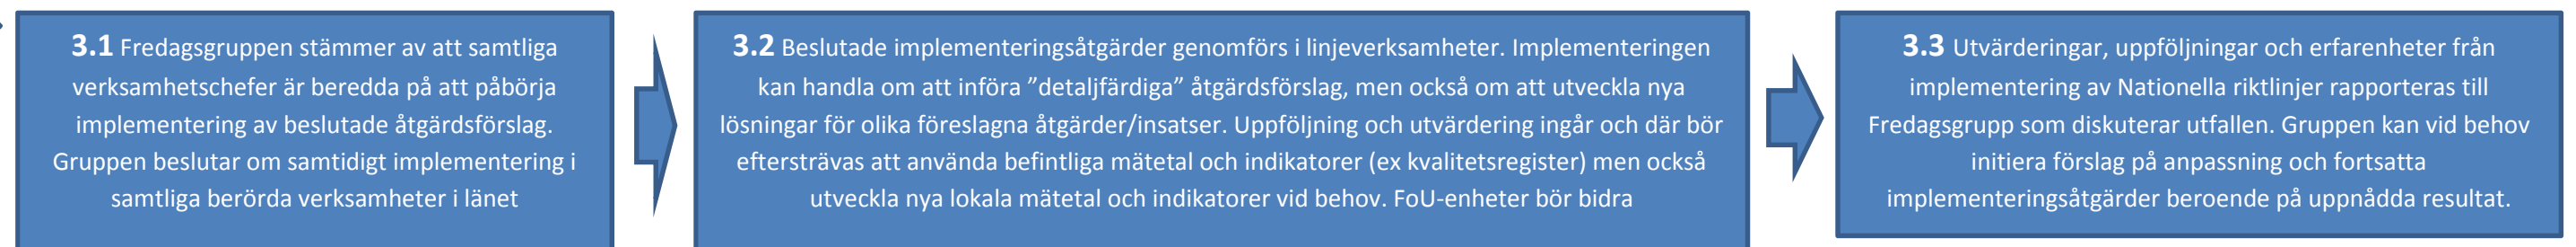 3.1 Fredagsgruppen stämmer av att samtliga
verksamhetschefer är beredda på att påbörja
implementering av beslutade åtgärdsförslag.
Gruppen beslutar om samtidigt implementering i
samtliga berörda verksamheter i länet
3.2 Beslutade implementeringsåtgärder genomförs i linjeverksamheter. Implementeringen
kan handla om att införa ”detaljfärdiga” åtgärdsförslag, men också om att utveckla nya
lösningar för olika föreslagna åtgärder/insatser. Uppföljning och utvärdering ingår och där bör
eftersträvas att använda befintliga mätetal och indikatorer (ex kvalitetsregister) men också
utveckla nya lokala mätetal och indikatorer vid behov. FoU-enheter bör bidra
3.3 Utvärderingar, uppföljningar och erfarenheter från
implementering av Nationella riktlinjer rapporteras till
Fredagsgrupp som diskuterar utfallen. Gruppen kan vid behov
initiera förslag på anpassning och fortsatta
implementeringsåtgärder beroende på uppnådda resultat.